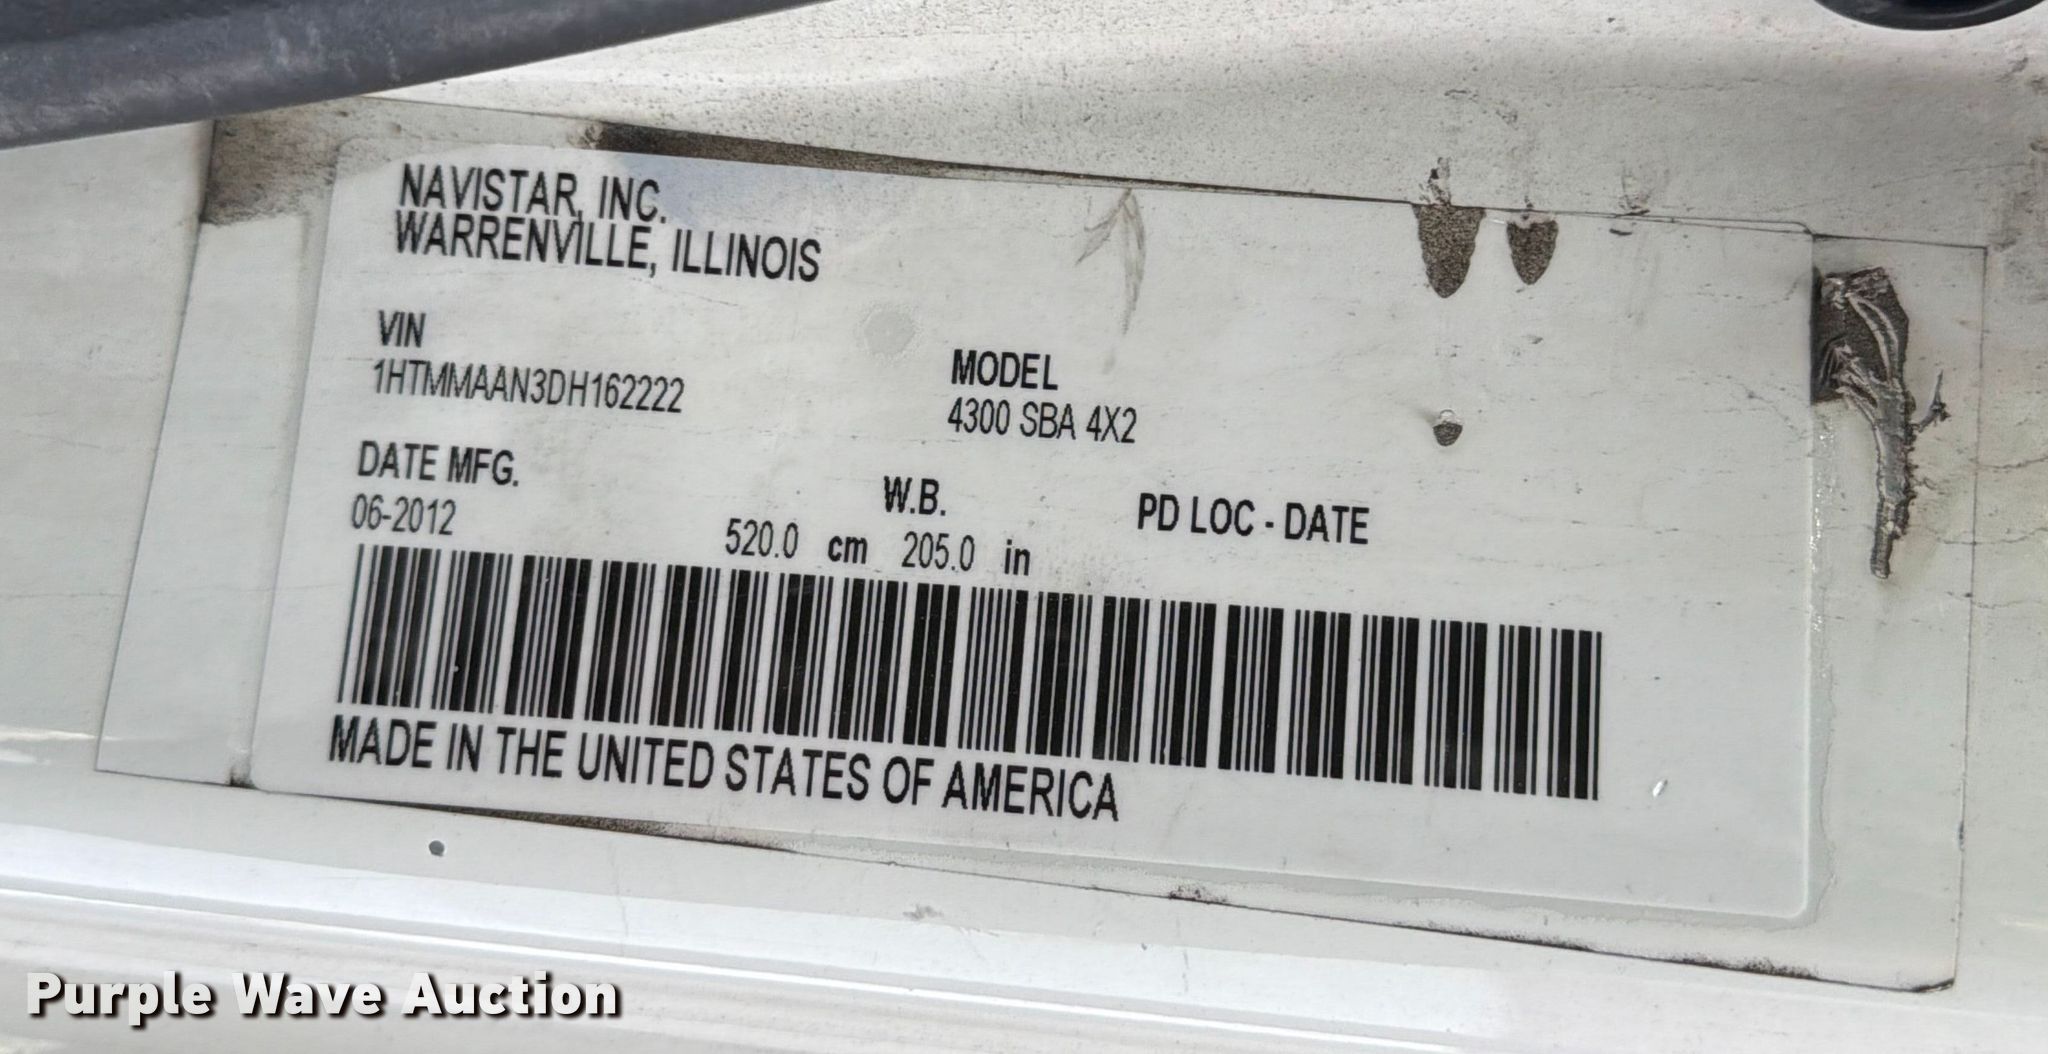 NAVISTAR, INC.
WARRENVILLE, ILLINOIS
VIN
1HTMMAAN3DH162222
MODEL
4300 SBA 4X2
DATE MFG.
06-2012
W.B.
520.0 cm 205.0 in
PD LOC - DATE
MADE IN THE UNITED STATES OF AMERICA
Purple Wave Auction